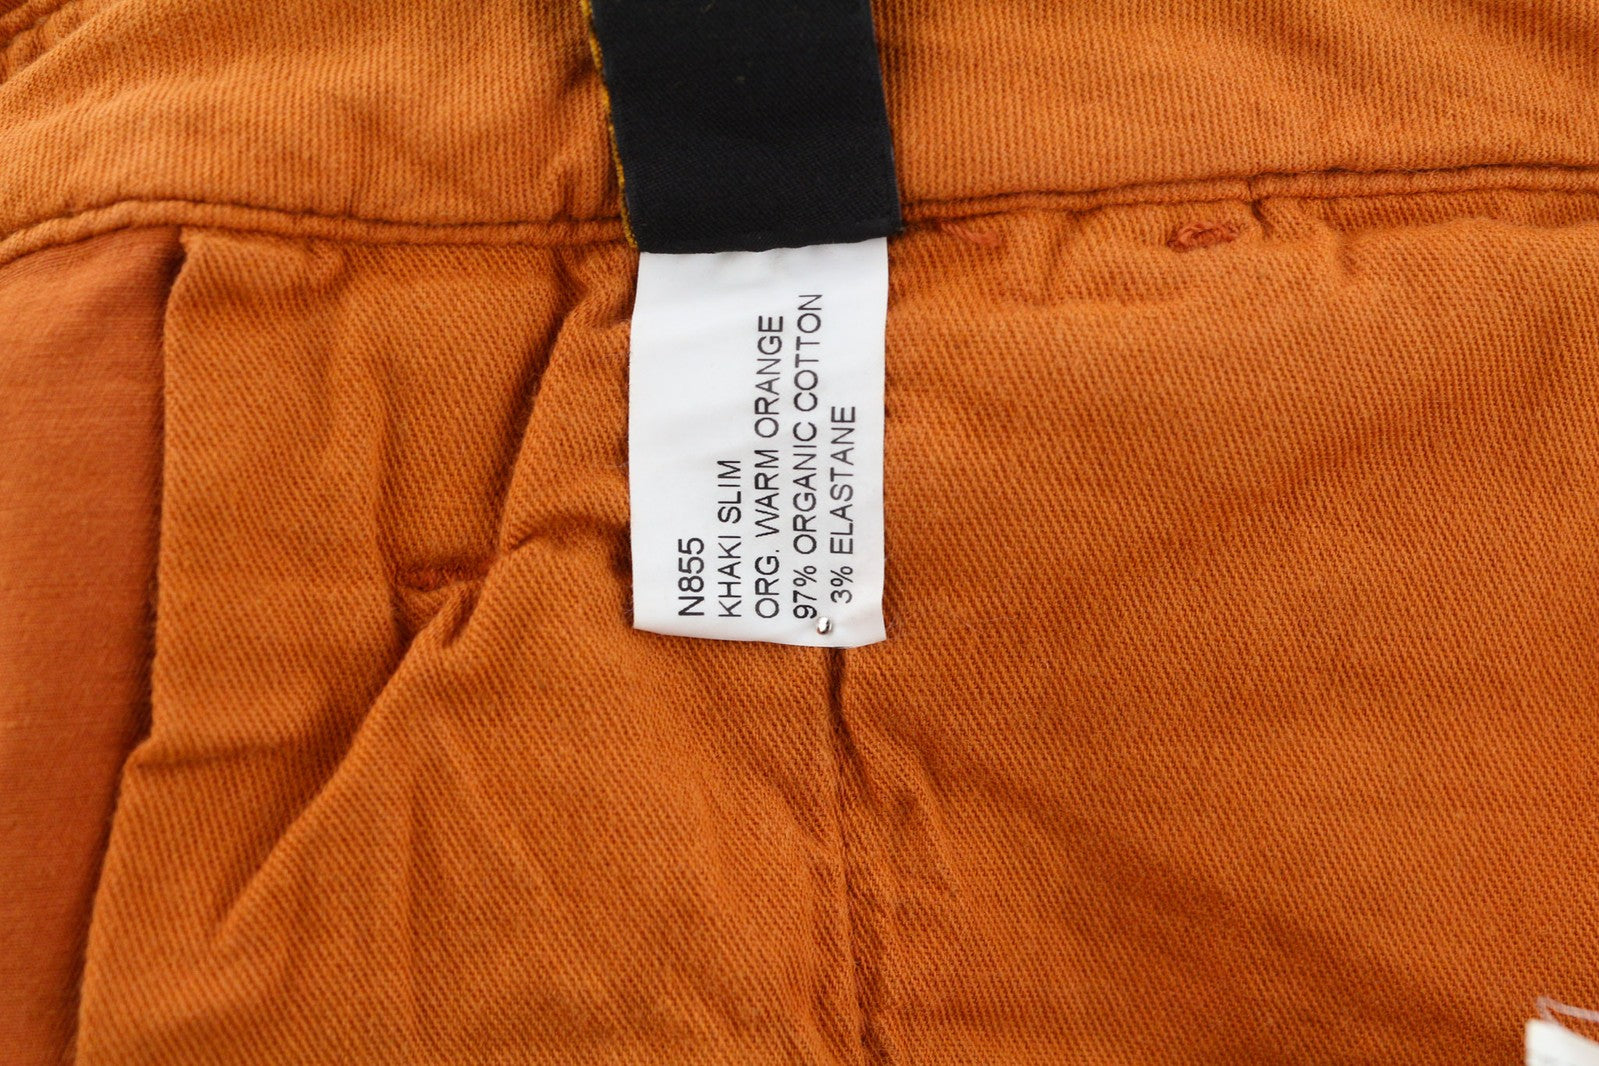 N855
KHAKI SLIM
ORG. WARM ORANGE
97% ORGANIC COTTON
3% ELASTANE